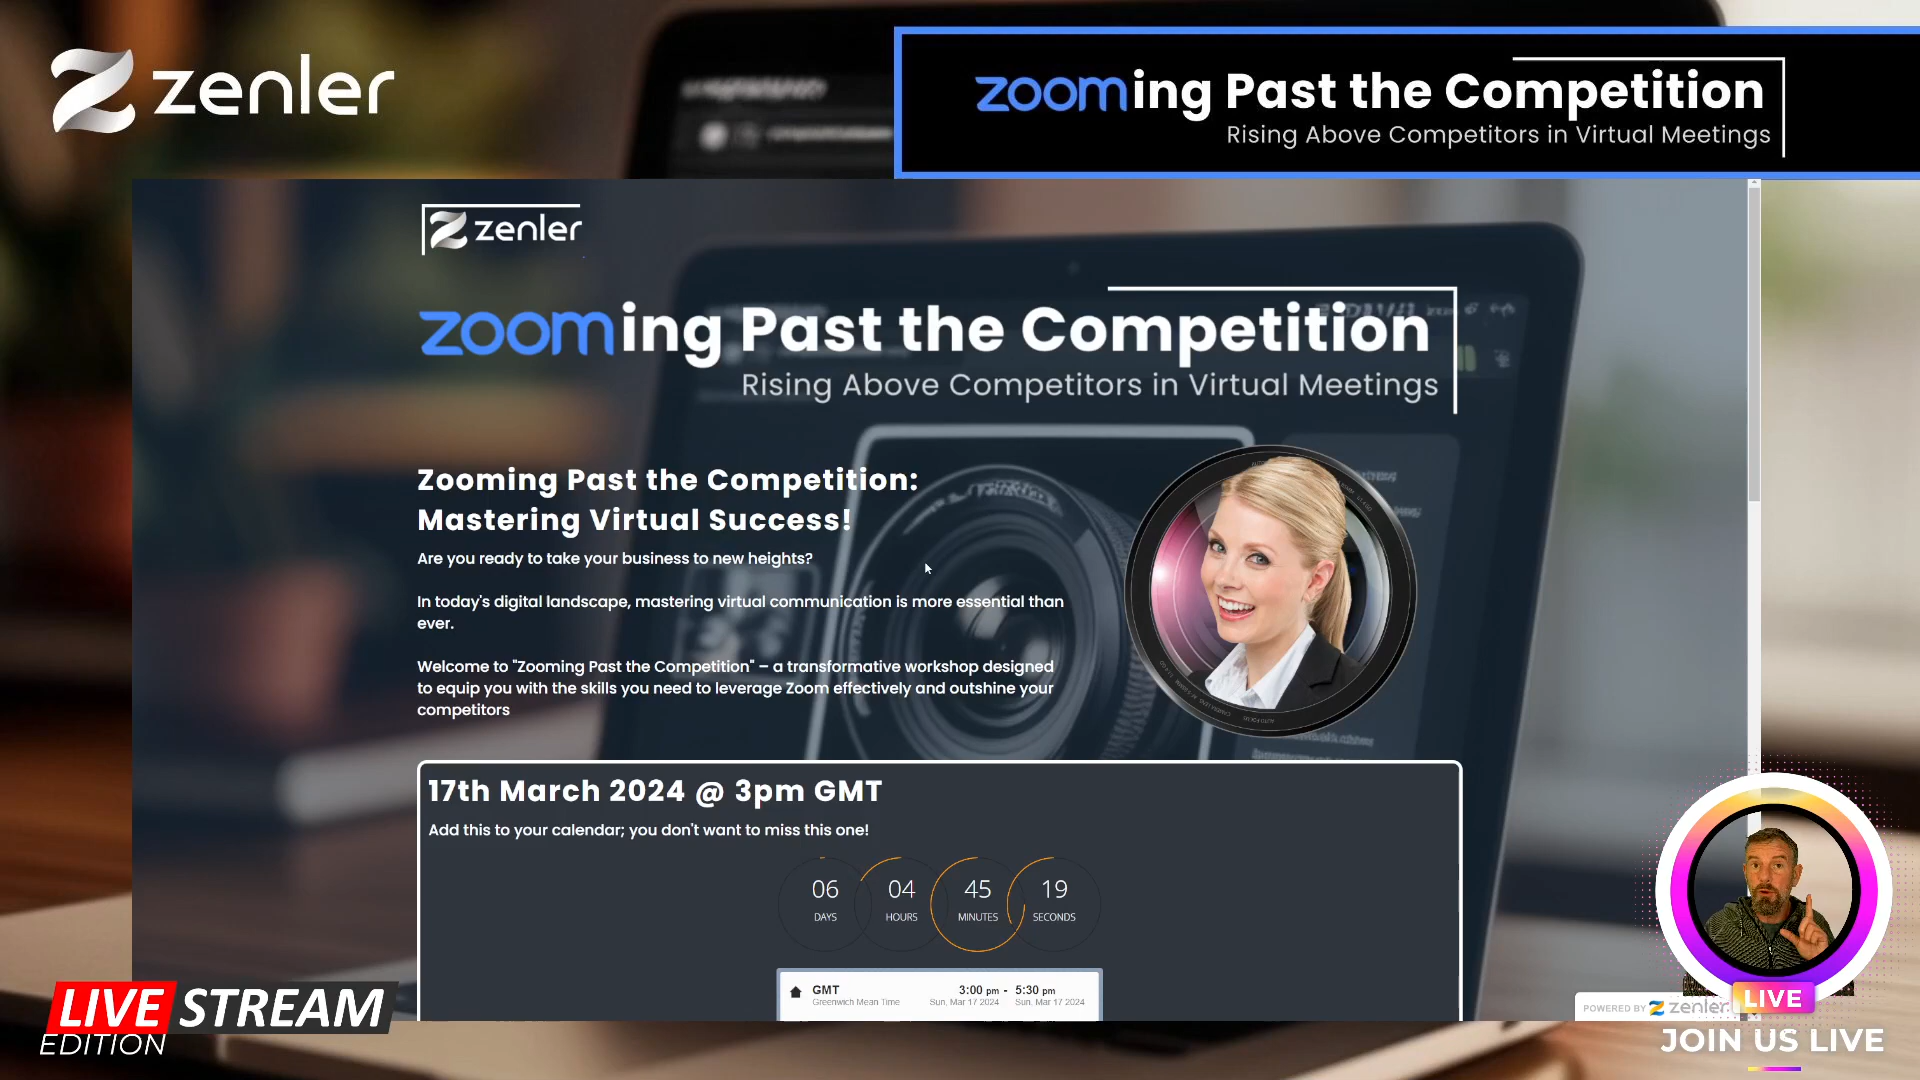 zenler
zooming Past the Competition
Rising Above Competitors in Virtual Meetings
zenler
zooming Past the Competition
Rising Above Competitors in Virtual Meetings
Zooming Past the Competition:
Mastering Virtual Success!
Are you ready to take your business to new heights?
In today's digital landscape, mastering virtual communication is more essential than
ever.
Welcome to "Zooming Past the Competition" – a transformative workshop designed
to equip you with the skills you need to leverage Zoom effectively and outshine your
competitors
17th March 2024 @ 3pm GMT
Add this to your calendar; you don't want to miss this one!
06 04 45 19
DAYS HOURS MINUTES SECONDS
GMT 3:00 pm - 5:30 pm
Greenwich Mean Time Sun, Mar 17 2024 Sun, Mar 17 2024
POWERED BY zenler
LIVE
JOIN US LIVE
LIVE STREAM
EDITION